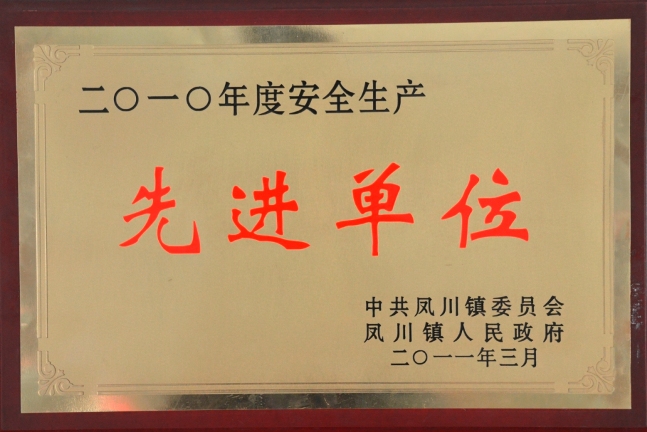 二〇一〇年度安全生产
先进单位
中共凤川镇委员会
凤川镇人民政府
二〇一一年三月